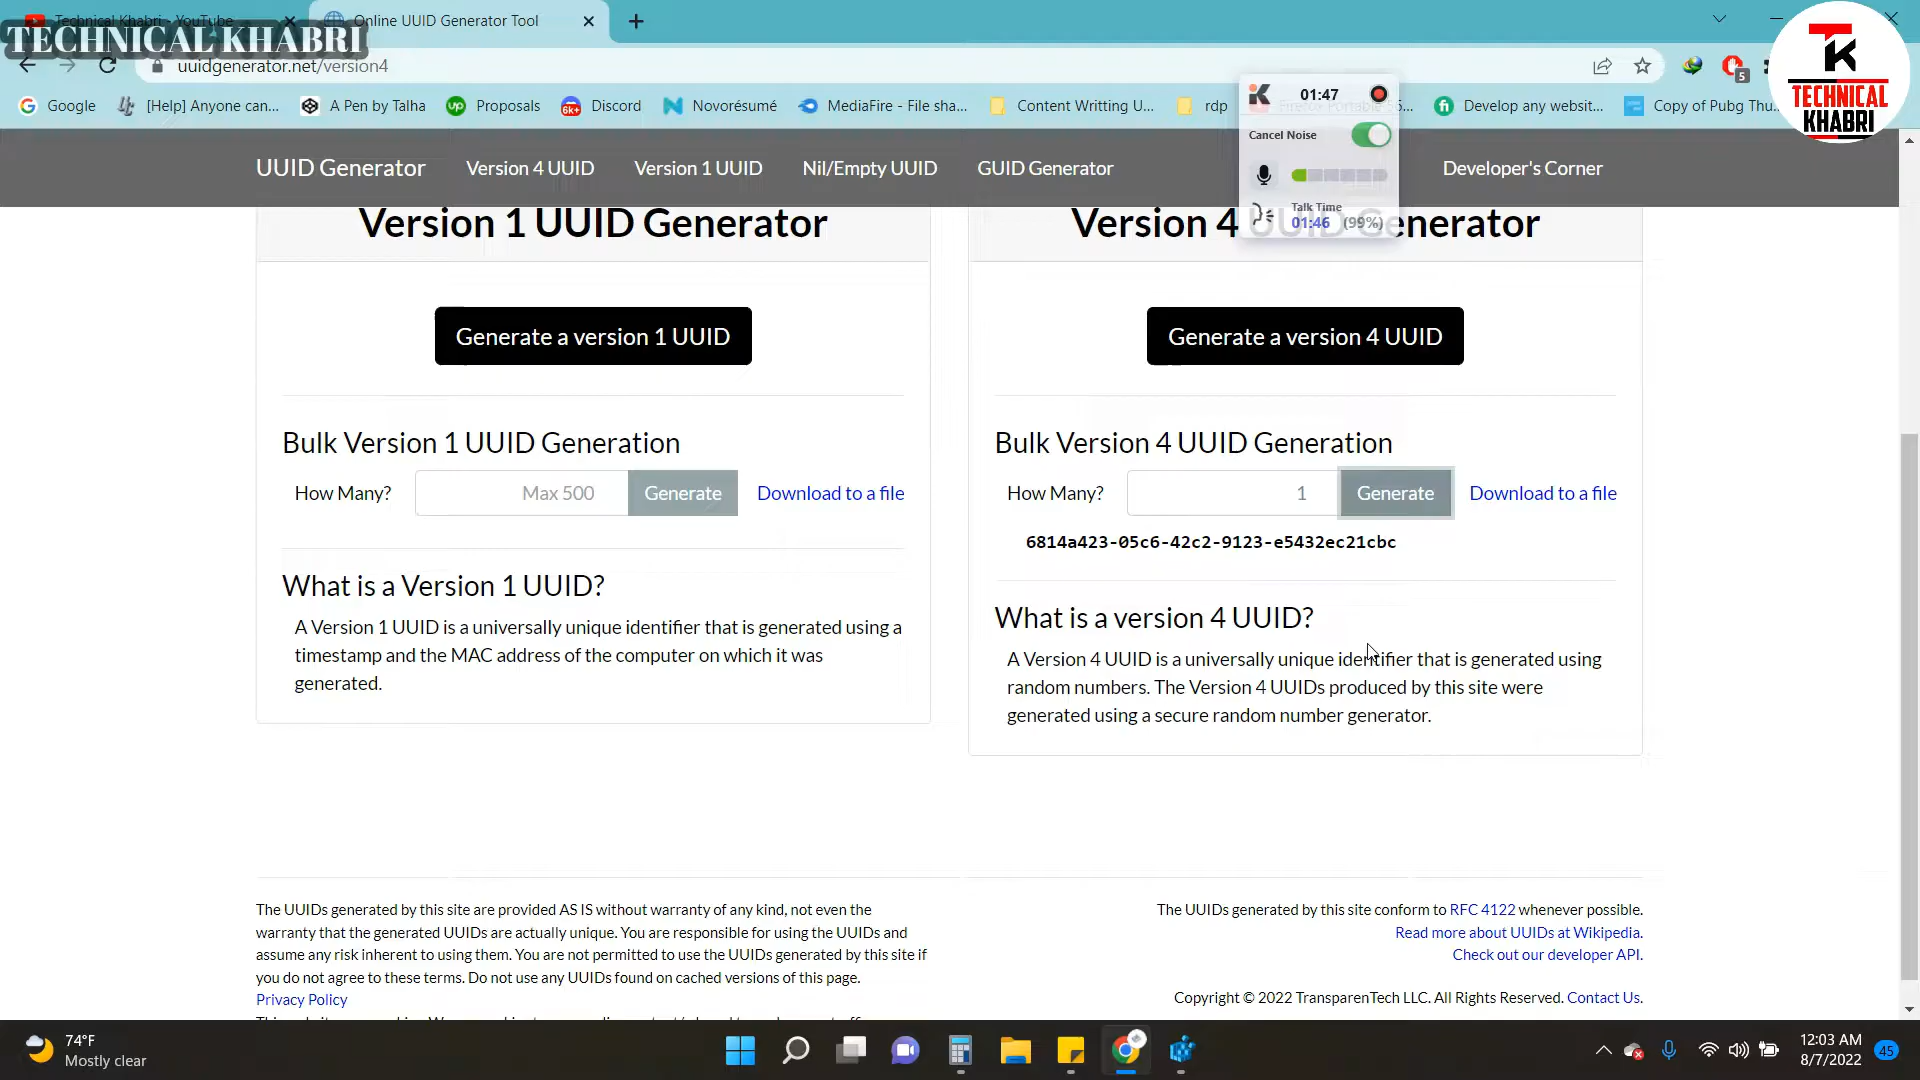 Technical Khabri - YouTube
Online UUID Generator Tool
TECHNICAL KHABRI
uuidgenerator.net/version4
5
TECHNICAL
KHABRI
Google
[Help] Anyone can...
A Pen by Talha
up
Proposals
6k+
Discord
Novorésumé
MediaFire - File sha...
Content Writting U...
rdp
Develop any websit...
Copy of Pubg Thu...
01:47
Cancel Noise
Talk Time
01:46 (99%)
UUID Generator
Version 4 UUID
Version 1 UUID
Nil/Empty UUID
GUID Generator
Developer's Corner
Version 1 UUID Generator
Generate a version 1 UUID
Bulk Version 1 UUID Generation
How Many?
Max 500
Generate
Download to a file
What is a Version 1 UUID?
A Version 1 UUID is a universally unique identifier that is generated using a
timestamp and the MAC address of the computer on which it was
generated.
Version 4 UUID Generator
Generate a version 4 UUID
Bulk Version 4 UUID Generation
How Many?
1
Generate
Download to a file
6814a423-05c6-42c2-9123-e5432ec21cbc
What is a version 4 UUID?
A Version 4 UUID is a universally unique identifier that is generated using
random numbers. The Version 4 UUIDs produced by this site were
generated using a secure random number generator.
The UUIDs generated by this site are provided AS IS without warranty of any kind, not even the
warranty that the generated UUIDs are actually unique. You are responsible for using the UUIDs and
assume any risk inherent to using them. You are not permitted to use the UUIDs generated by this site if
you do not agree to these terms. Do not use any UUIDs found on cached versions of this page.
Privacy Policy
The UUIDs generated by this site conform to RFC 4122 whenever possible.
Read more about UUIDs at Wikipedia.
Check out our developer API.
Copyright © 2022 TransparenTech LLC. All Rights Reserved. Contact Us.
74°F
Mostly clear
12:03 AM
8/7/2022
45